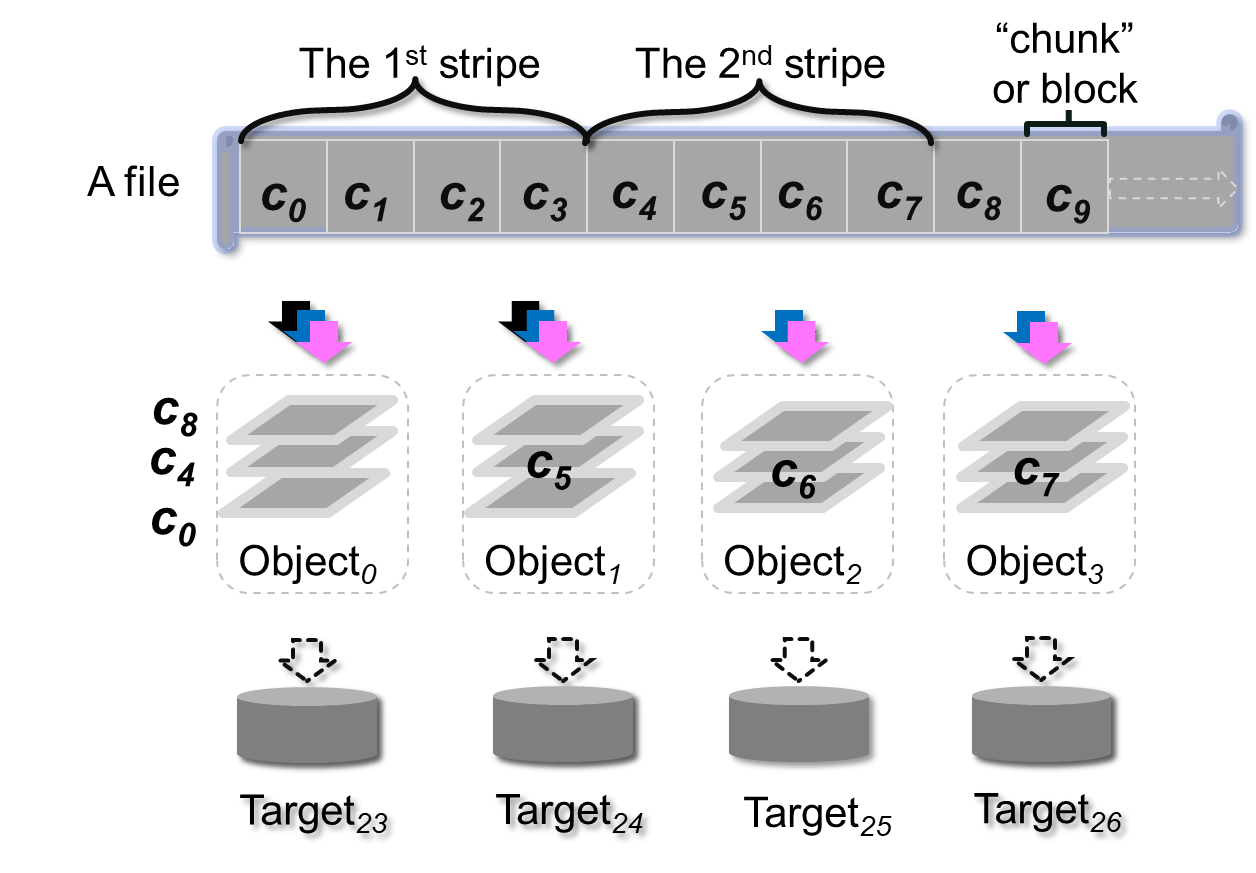 The 1st stripe The 2nd stripe “chunk”
or block
A file c0 c1 c2 c3 c4 c5 c6 c7 c8 c9
c8
c4 c5 c6 c7
c0
Object0 Object1 Object2 Object3
Target23 Target24 Target25 Target26